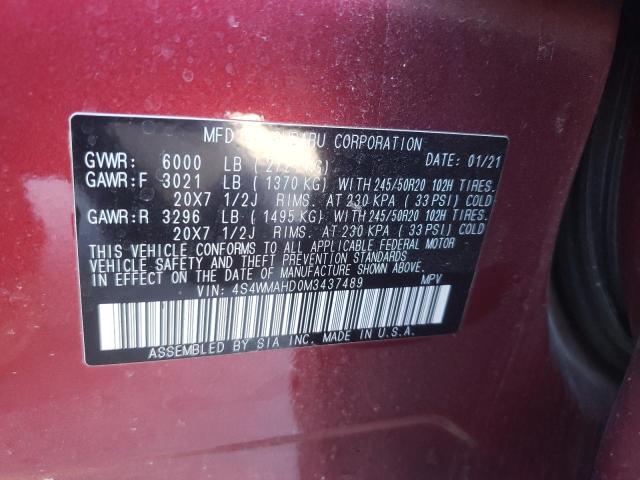 MFD BY SUBARU CORPORATION
GVWR: 6000 LB ( KG) DATE: 01/21
GAWR:F 3021 LB ( 1370 KG) WITH 245/50R20 102H TIRES.
20X7 1/2J RIMS. AT 230 KPA ( 33 PSI) COLD
GAWR:R 3296 LB ( 1495 KG) WITH 245/50R20 102H TIRES.
20X7 1/2J RIMS. AT 230 KPA ( 33 PSI) COLD
THIS VEHICLE CONFORMS TO ALL APPLICABLE FEDERAL MOTOR
VEHICLE SAFETY AND THEFT PREVENTION STANDARDS
IN EFFECT ON THE DATE OF MANUFACTURE SHOWN ABOVE.
VIN: 4S4WMAHD0M3437489 MPV
ASSEMBLED BY SIA INC. MADE IN U.S.A.